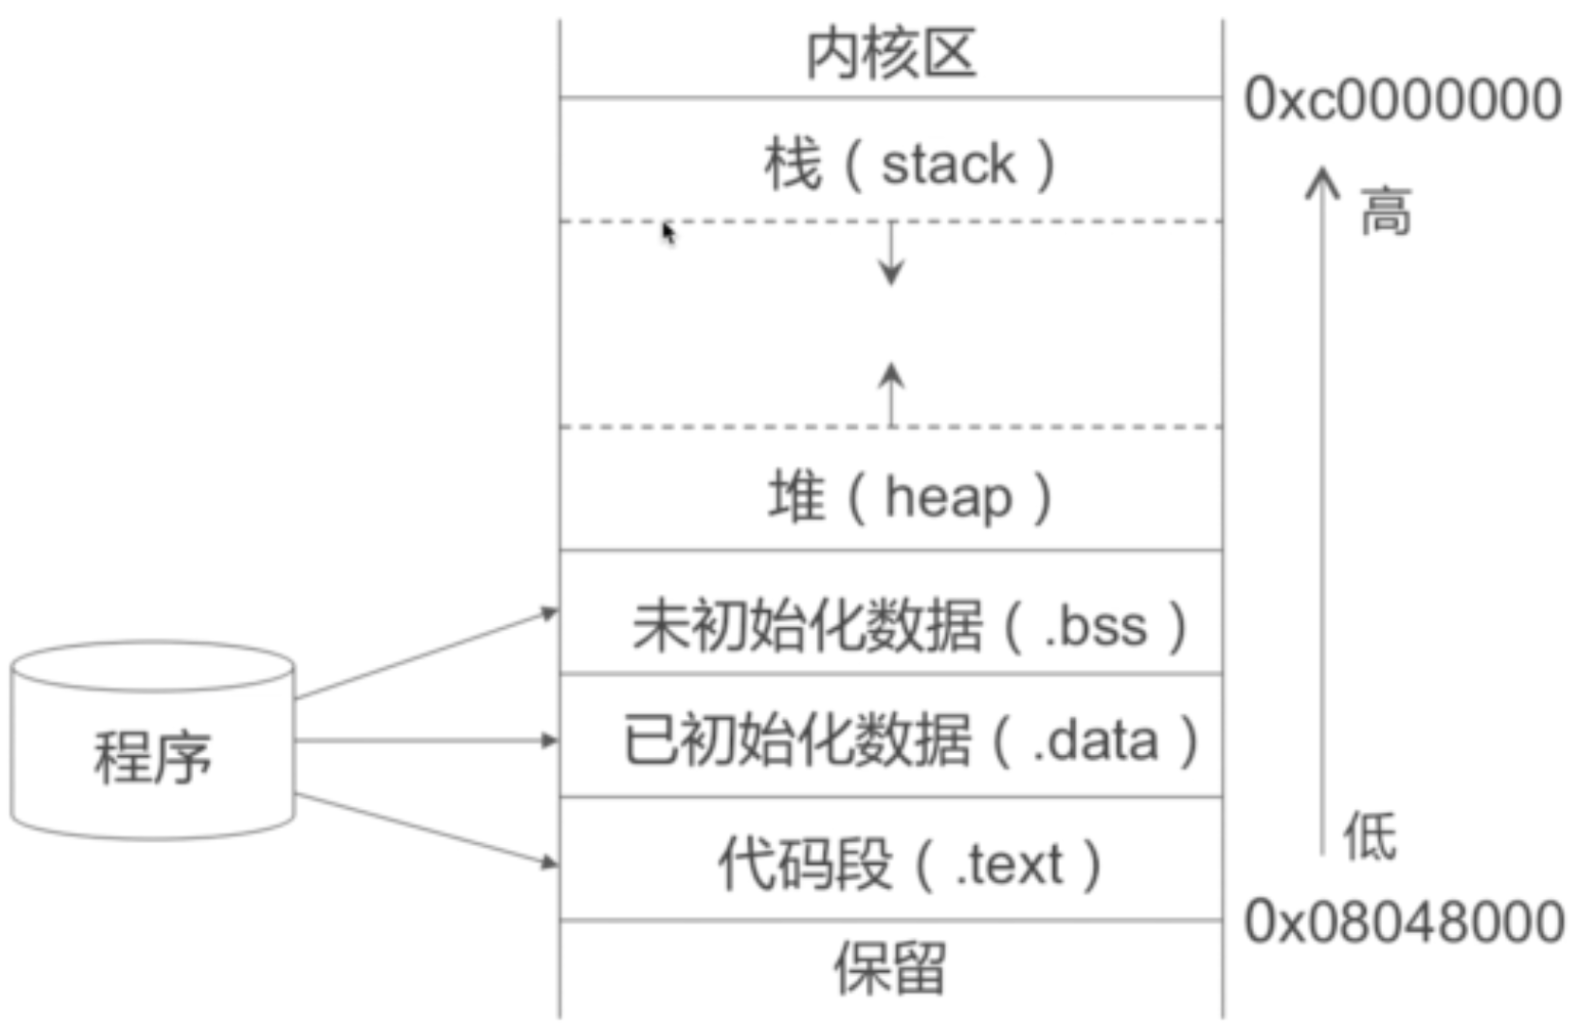 内核区
0xc0000000
栈（stack）
高
堆（heap）
未初始化数据（.bss）
已初始化数据（.data）
程序
代码段（.text）
低
0x08048000
保留